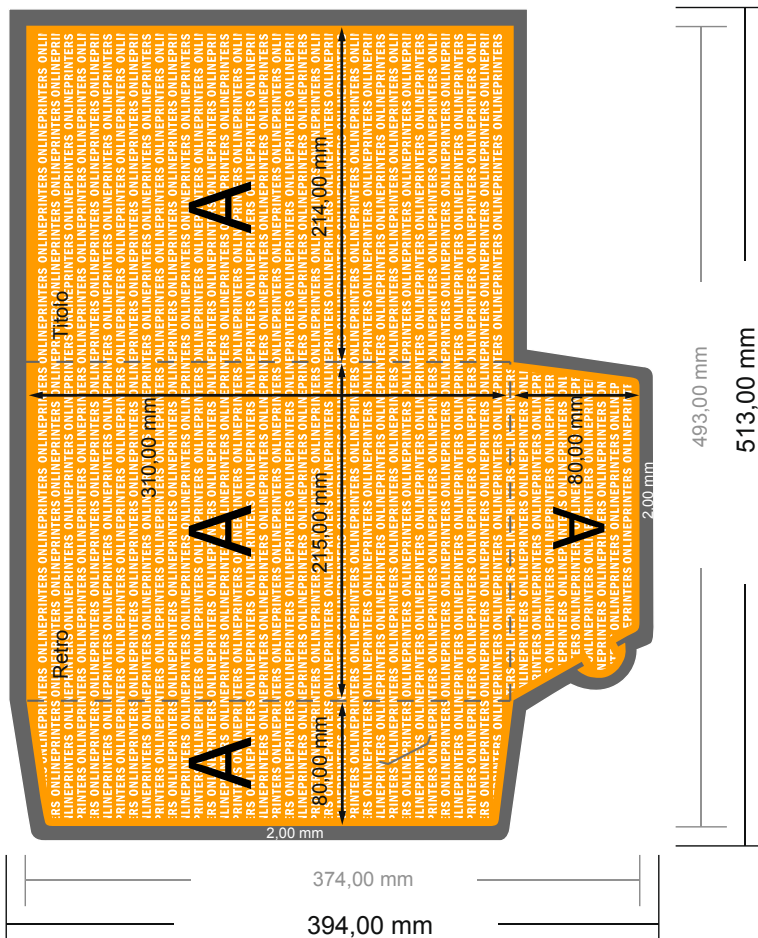 A
214,00 mm
Titolo
310,00 mm
80,00 mm
493,00 mm
513,00 mm
A
215,00 mm
A
2,00 mm
Retro
A
80,00 mm
2,00 mm
374,00 mm
394,00 mm
ONLINEPRINTERS ONLINEPRINTERS ONLINEPRINTERS